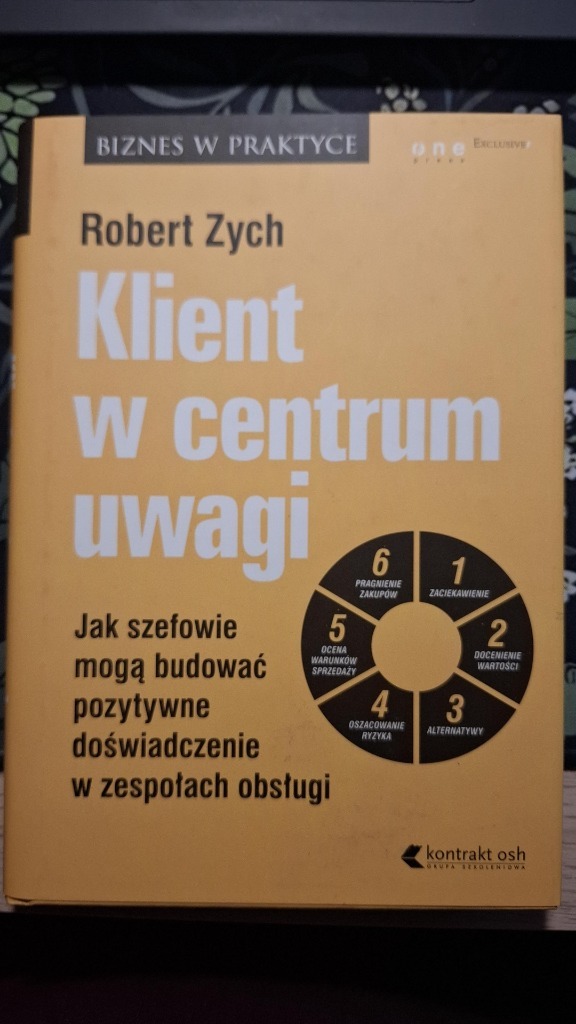 BIZNES W PRAKTYCE
one press Exclusive
Robert Zych
Klient
w centrum
uwagi
6
PRAGNIENIE
ZAKUPÓW
1
ZACIEKAWIENIE
5
OCENA
WARUNKÓW
SPRZEDAŻY
2
DOCENIENIE
WARTOŚCI
4
OSZACOWANIE
RYZYKA
3
ALTERNATYWY
Jak szefowie
mogą budować
pozytywne
doświadczenie
w zespołach obsługi
kontrakt osh
GRUPA SZKOLENIOWA